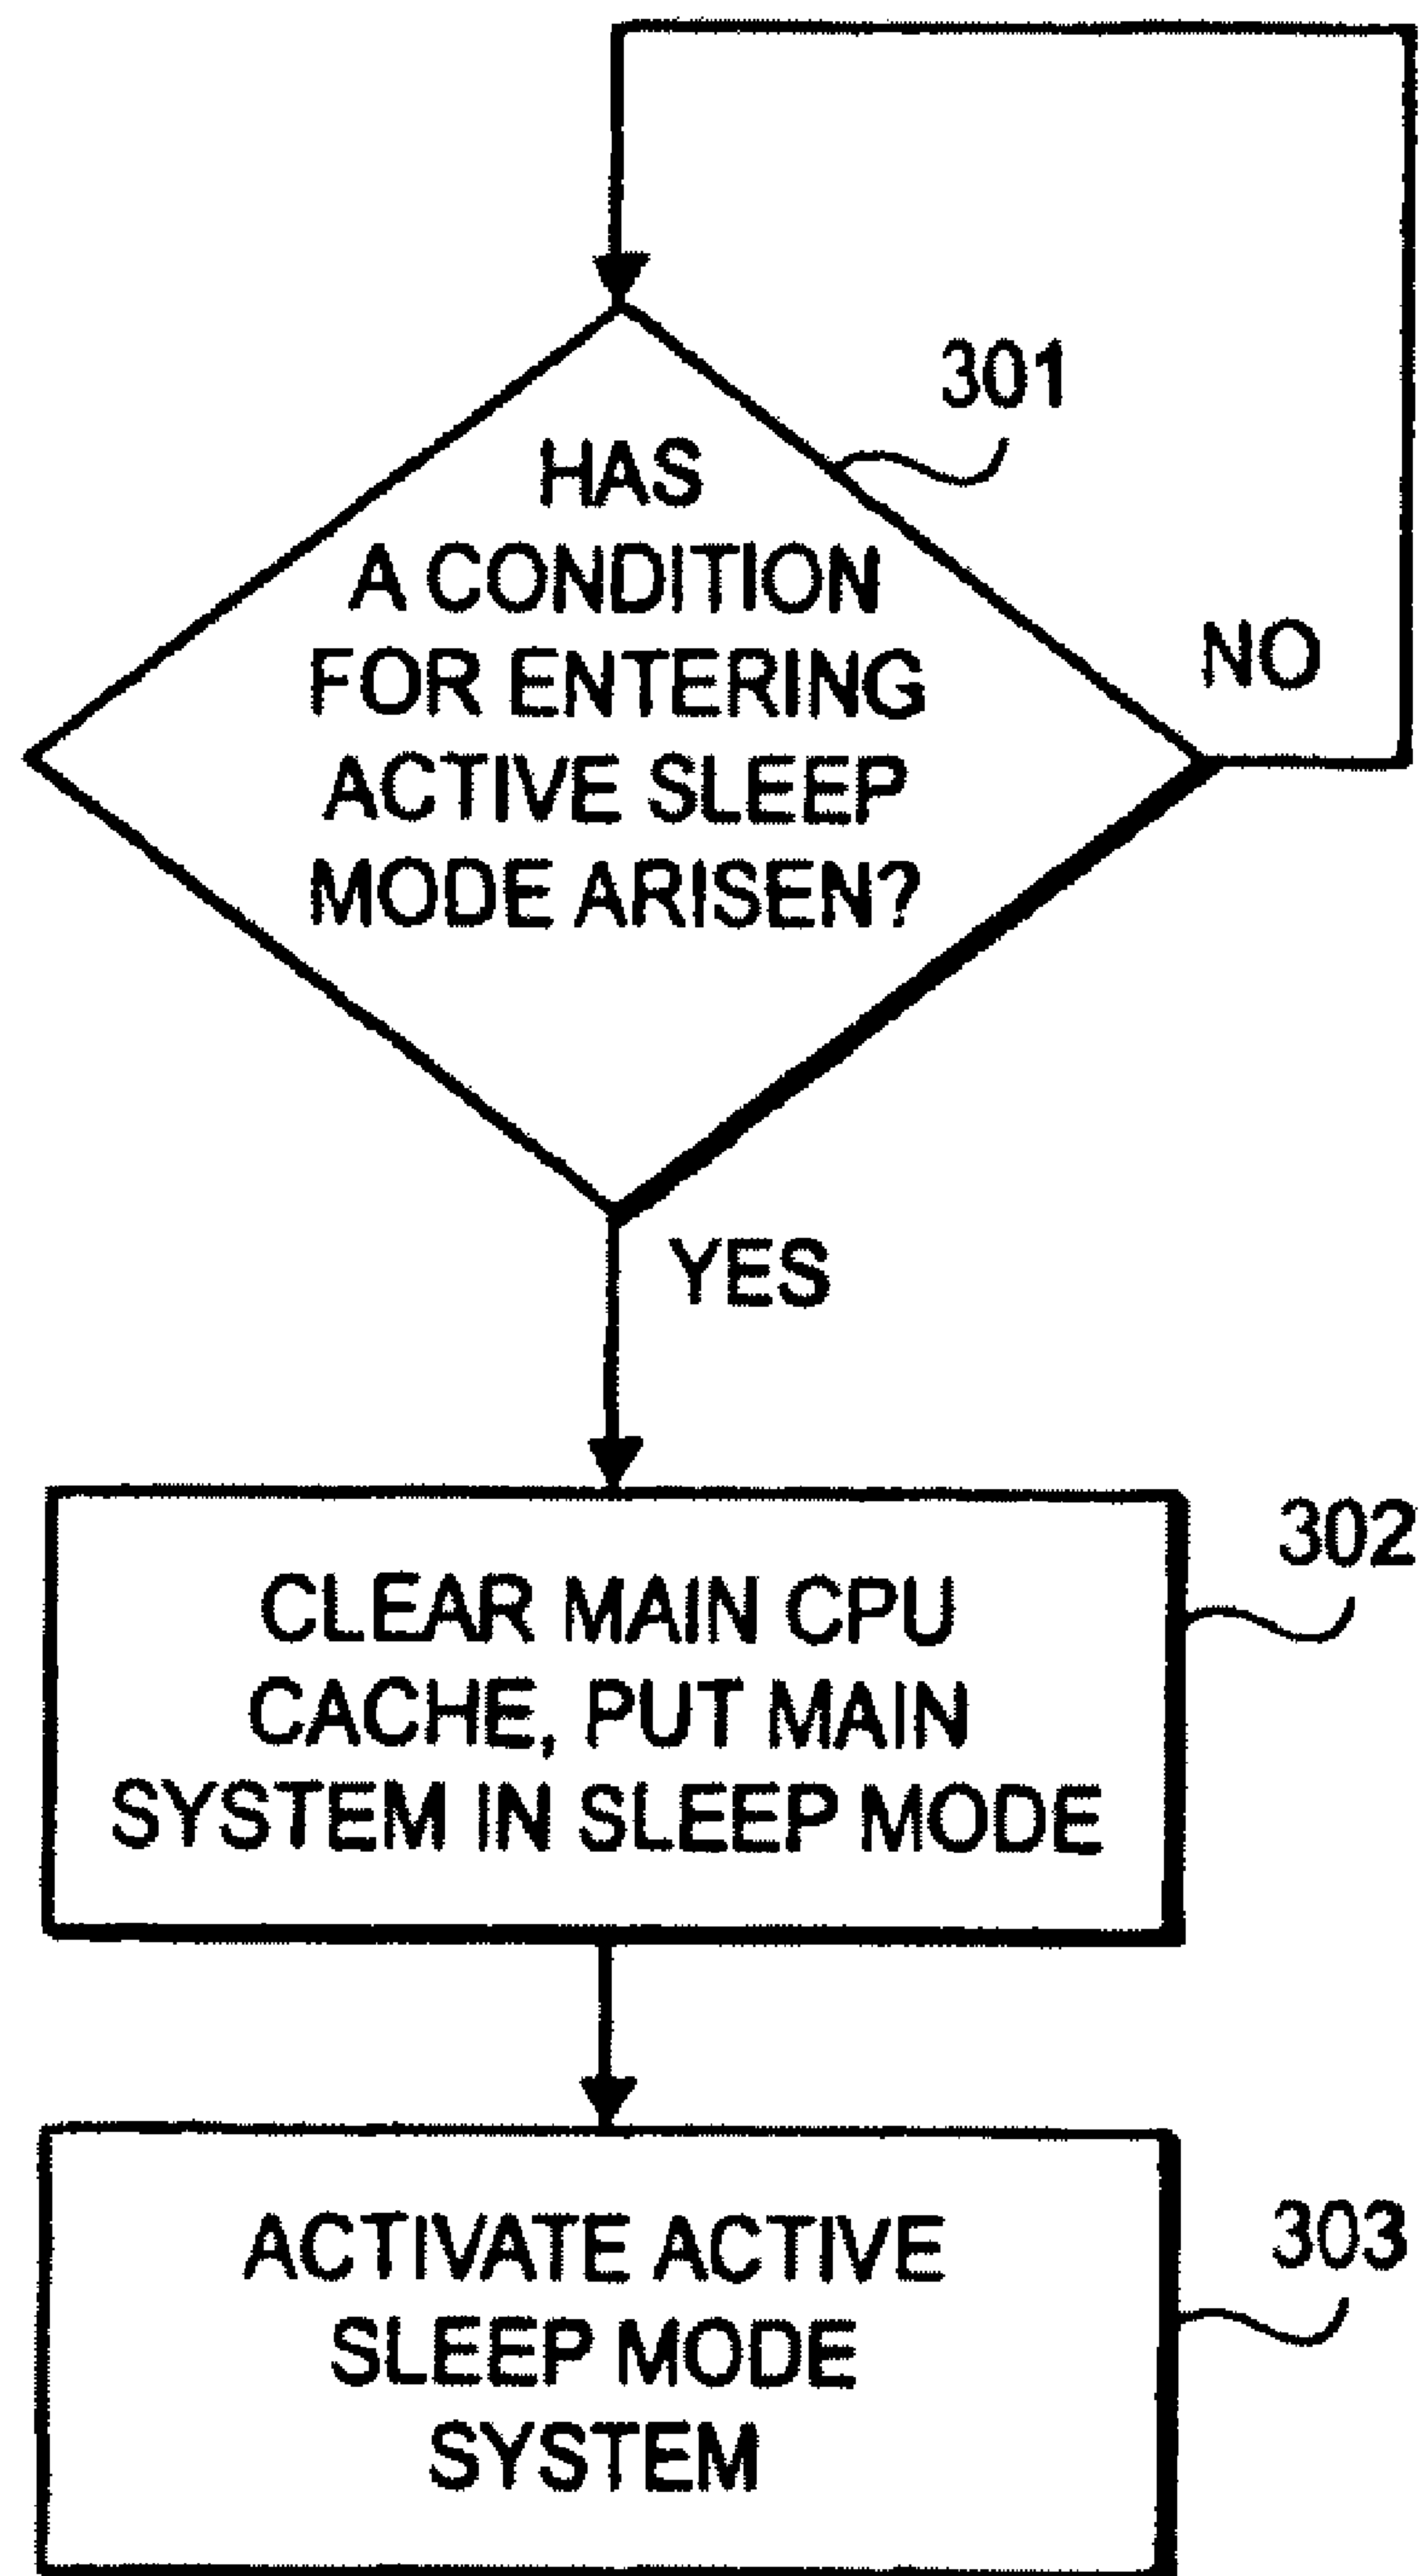 301
HAS
A CONDITION
FOR ENTERING
ACTIVE SLEEP
MODE ARISEN?
NO
YES
302
CLEAR MAIN CPU
CACHE, PUT MAIN
SYSTEM IN SLEEP MODE
303
ACTIVATE ACTIVE
SLEEP MODE
SYSTEM